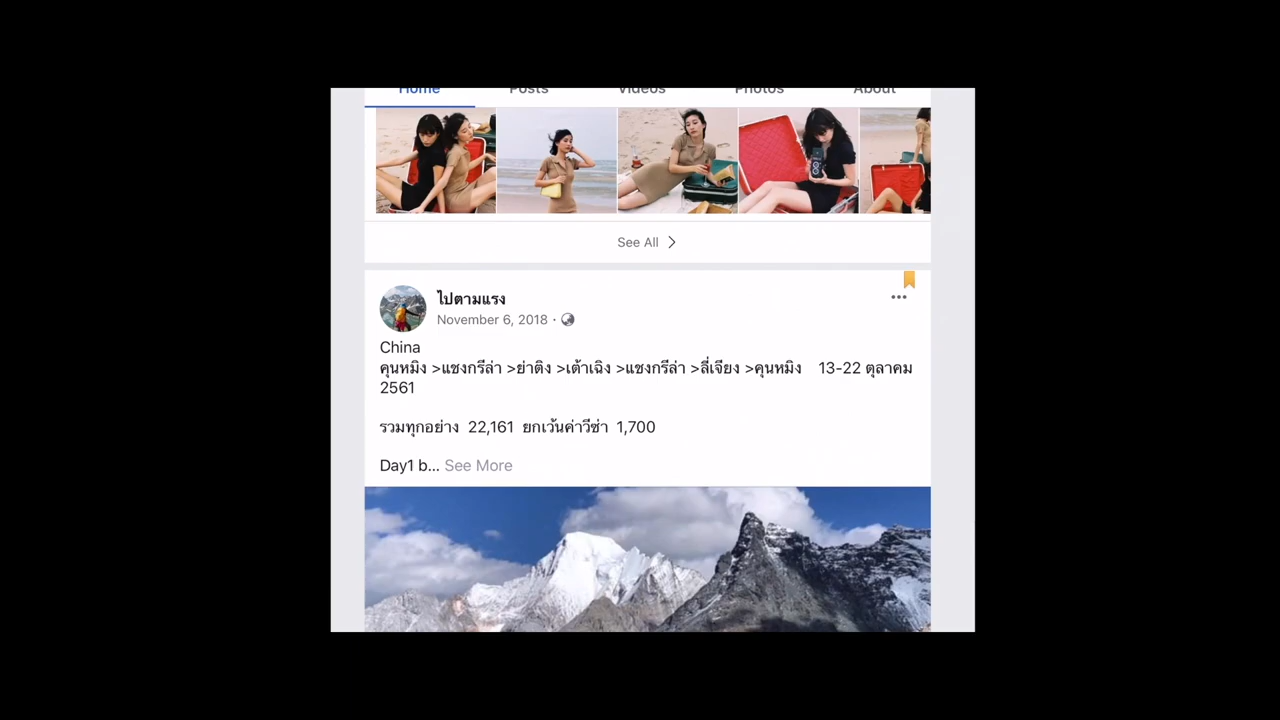 Home Posts Videos Photos About
See All
ไปตามแรง
November 6, 2018 ·
China
คุนหมิง >แชงกรีล่า >ย่าติง >เต้าเฉิง >แชงกรีล่า >ลี่เจียง >คุนหมิง 13-22 ตุลาคม
2561
รวมทุกอย่าง 22,161 ยกเว้นค่าวีซ่า 1,700
Day1 b... See More